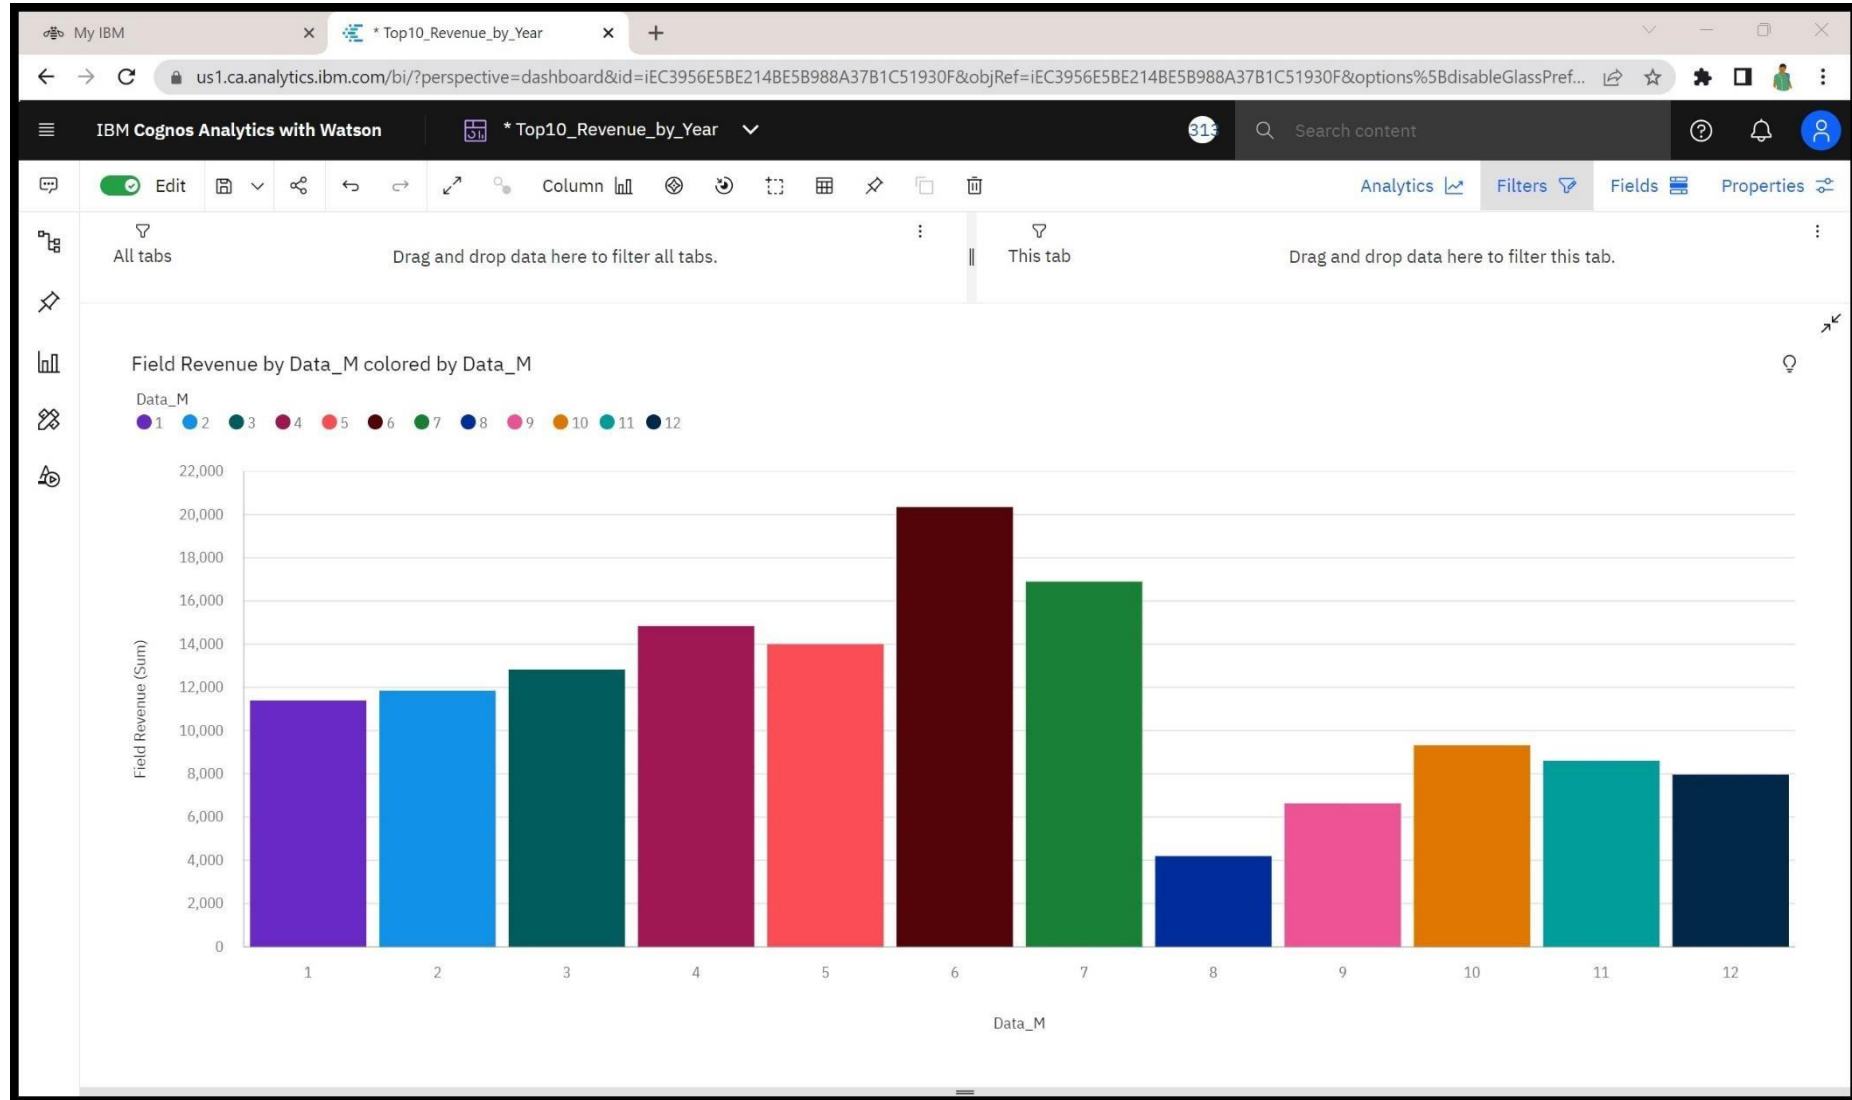 My IBM
* Top10_Revenue_by_Year
us1.ca.analytics.ibm.com/bi/?perspective=dashboard&id=iEC3956E5BE214BE5B988A37B1C51930F&objRef=iEC3956E5BE214BE5B988A37B1C51930F&options%5BdisableGlassPref...
IBM Cognos Analytics with Watson
* Top10_Revenue_by_Year
313
Search content
Edit
Column
Analytics
Filters
Fields
Properties
All tabs
Drag and drop data here to filter all tabs.
This tab
Drag and drop data here to filter this tab.
Field Revenue by Data_M colored by Data_M
Data_M
1 2 3 4 5 6 7 8 9 10 11 12
22,000
20,000
18,000
16,000
14,000
12,000
10,000
8,000
6,000
4,000
2,000
0
Field Revenue (Sum)
1 2 3 4 5 6 7 8 9 10 11 12
Data_M